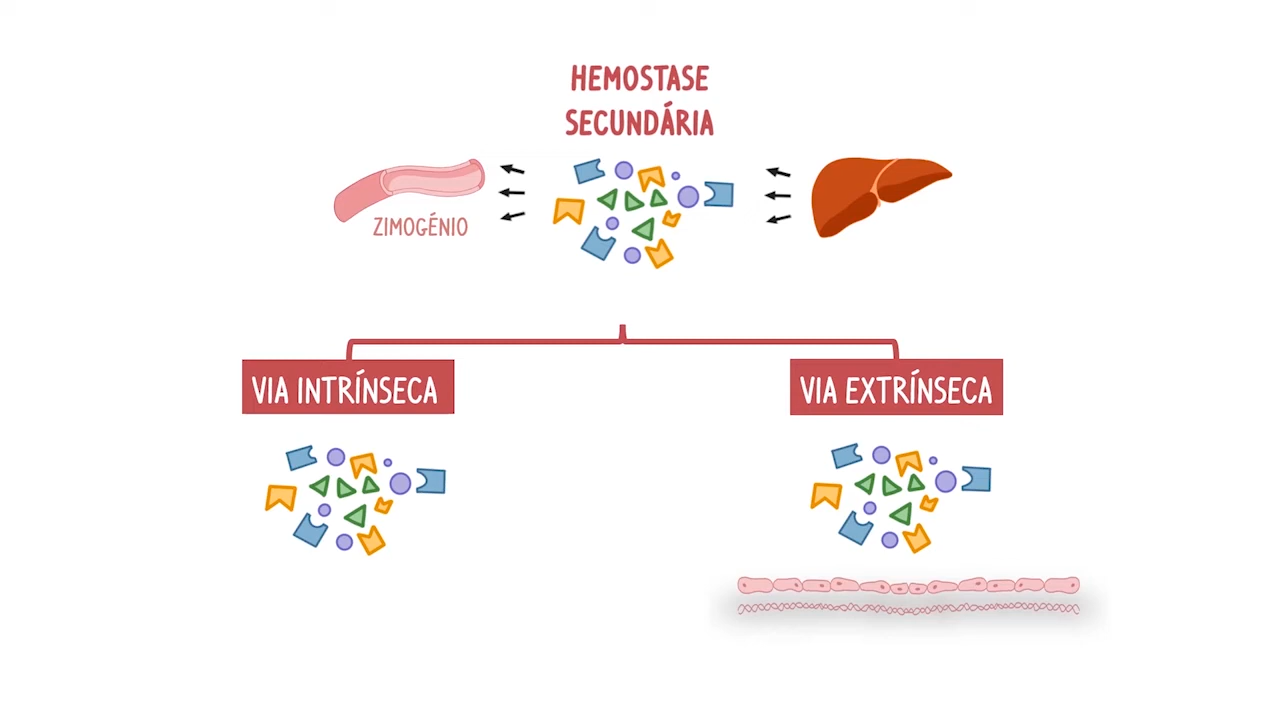 HEMOSTASE
SECUNDÁRIA
ZIMOGÉNIO
VIA INTRÍNSECA
VIA EXTRÍNSECA